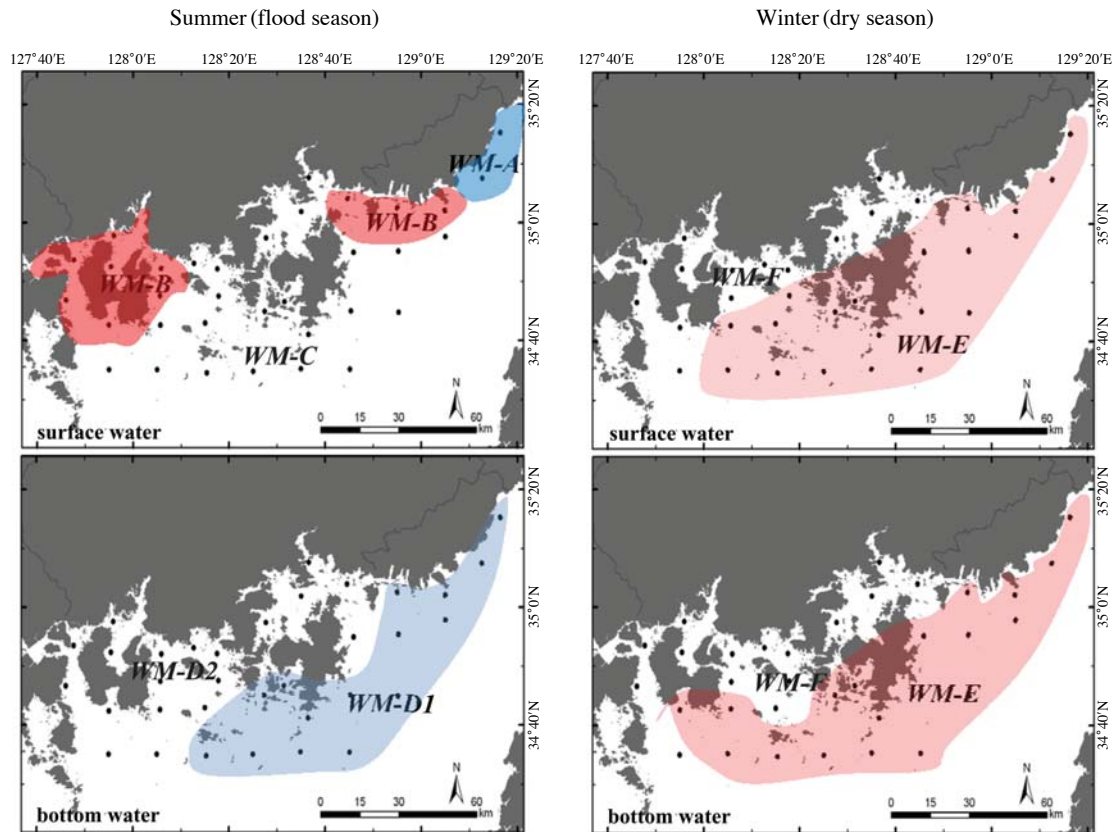 Summer (flood season)
Winter (dry season)
127°40′E 128°0′E 128°20′E 128°40′E 129°0′E 129°20′E
127°40′E 128°0′E 128°20′E 128°40′E 129°0′E 129°20′E
35°20′N
35°0′N
34°40′N
WM-A
WM-B
WM-B
WM-C
N
0 15 30 60
km
surface water
35°20′N
35°0′N
34°40′N
WM-F
WM-E
N
0 15 30 60
km
surface water
35°20′N
35°0′N
34°40′N
WM-D2
WM-D1
N
0 15 30 60
km
bottom water
35°20′N
35°0′N
34°40′N
WM-F
WM-E
N
0 15 30 60
km
bottom water